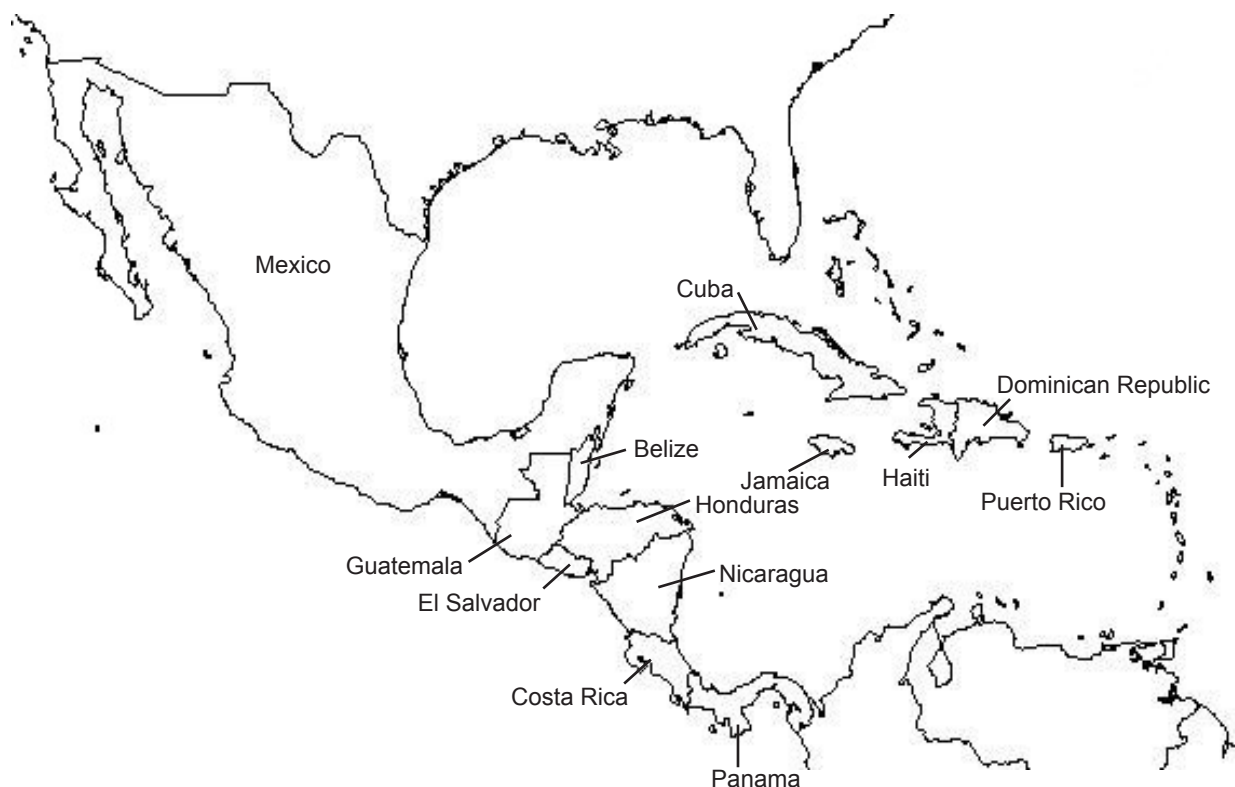 Mexico
Cuba
Dominican Republic
Belize
Jamaica
Haiti
Honduras
Puerto Rico
Guatemala
Nicaragua
El Salvador
Costa Rica
Panama